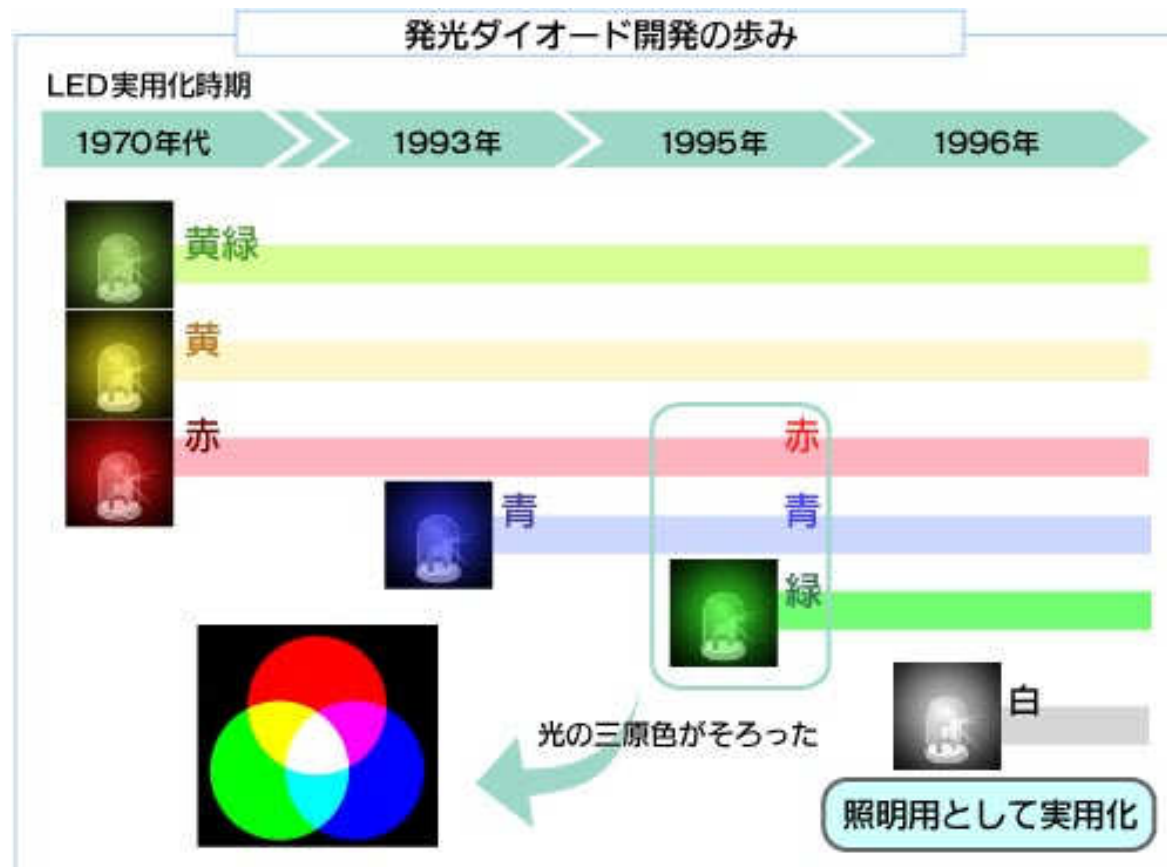 発光ダイオード開発の歩み
LED実用化時期
1970年代
1993年
1995年
1996年
黄緑
黄
赤
赤
青
青
緑
白
光の三原色がそろった
照明用として実用化